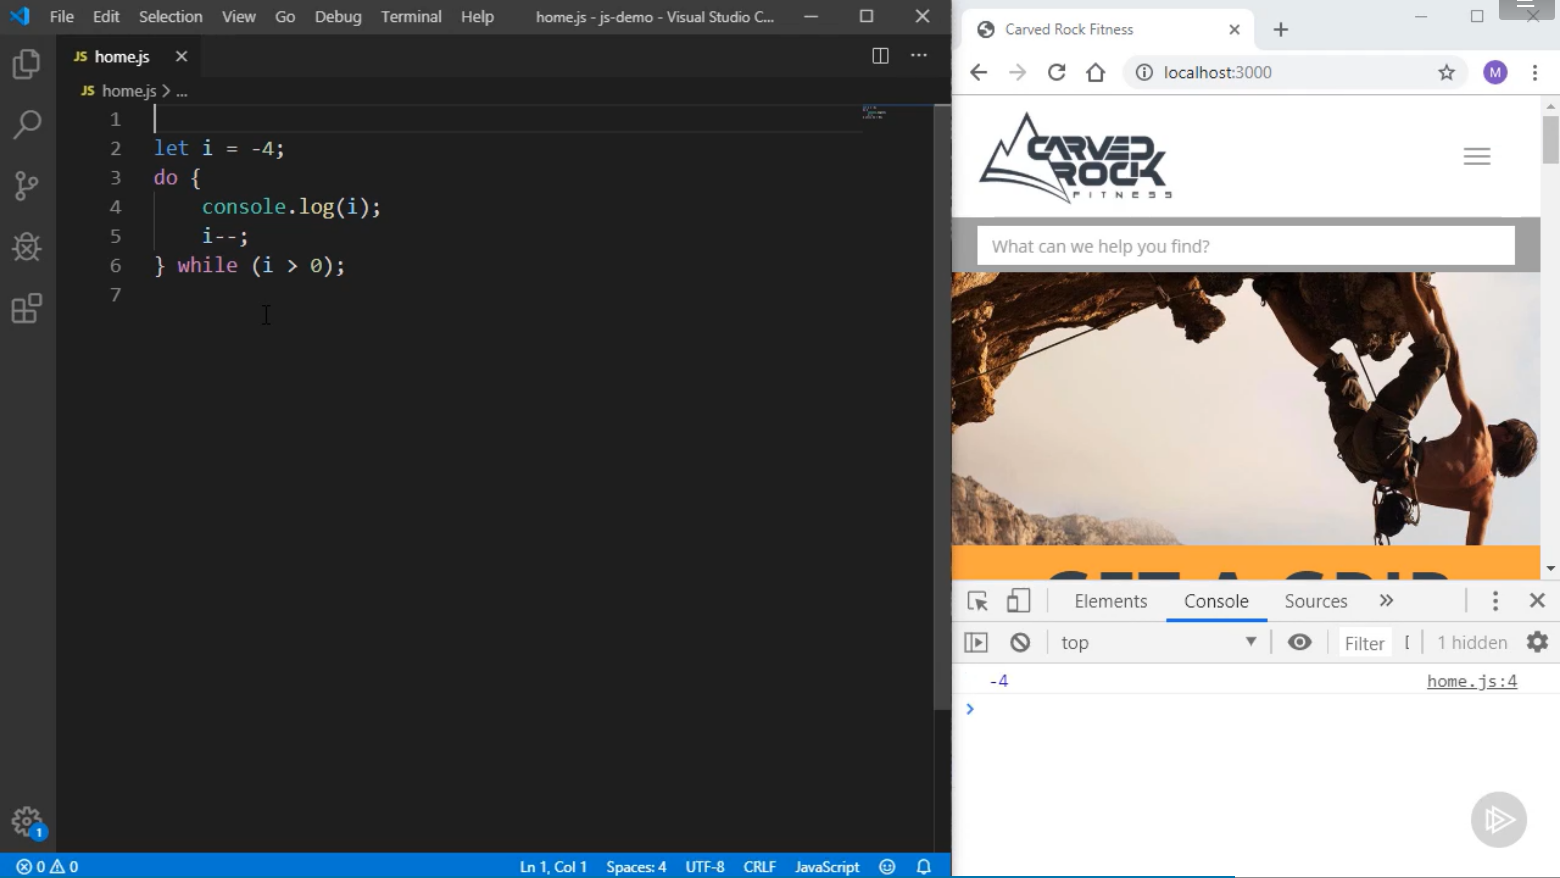 File Edit Selection View Go Debug Terminal Help home.js - js-demo - Visual Studio C...
JS home.js
JS home.js > ...
1
2 let i = -4;
3 do {
4 console.log(i);
5 i--;
6 } while (i > 0);
7
1
0 0
Ln 1, Col 1 Spaces: 4 UTF-8 CRLF JavaScript
Carved Rock Fitness
localhost:3000
M
CARVED
ROCK
FITNESS
What can we help you find?
GET A GRIP
Elements Console Sources
top Filter 1 hidden
-4 home.js:4